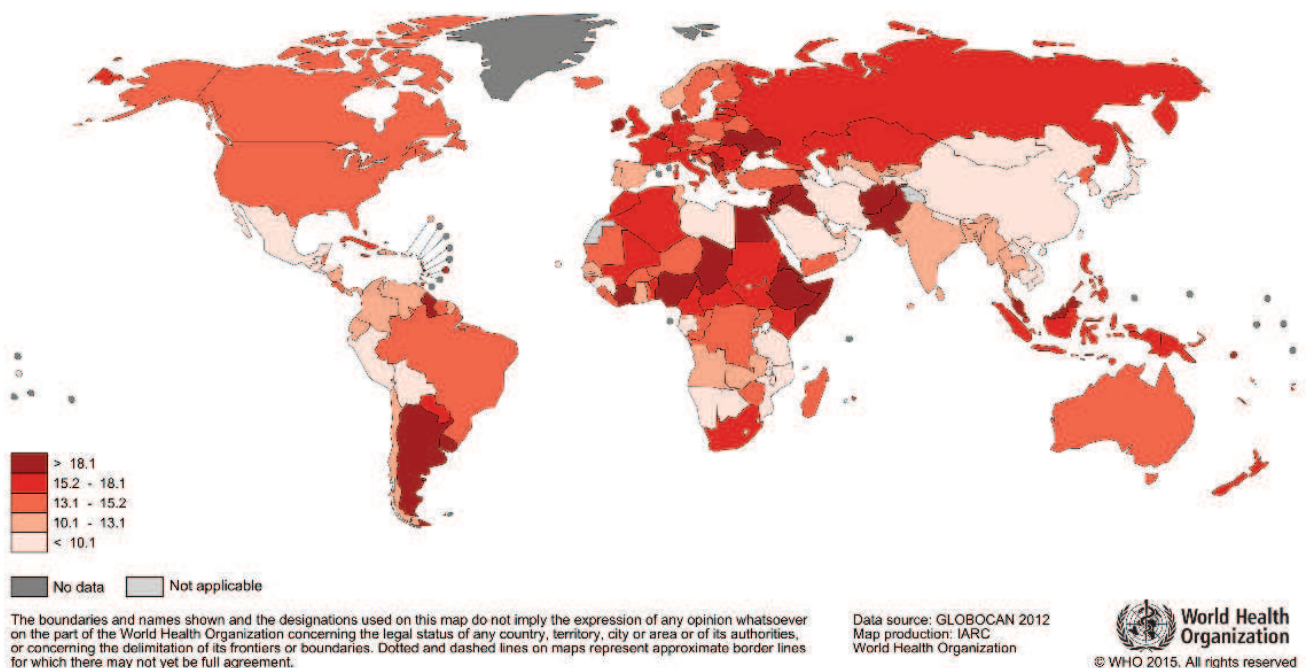 > 18.1
15.2 - 18.1
13.1 - 15.2
10.1 - 13.1
< 10.1
No data
Not applicable
The boundaries and names shown and the designations used on this map do not imply the expression of any opinion whatsoever
on the part of the World Health Organization concerning the legal status of any country, territory, city or area or of its authorities,
or concerning the delimitation of its frontiers or boundaries. Dotted and dashed lines on maps represent approximate border lines
for which there may not yet be full agreement.
Data source: GLOBOCAN 2012
Map production: IARC
World Health Organization
World Health
Organization
© WHO 2015. All rights reserved